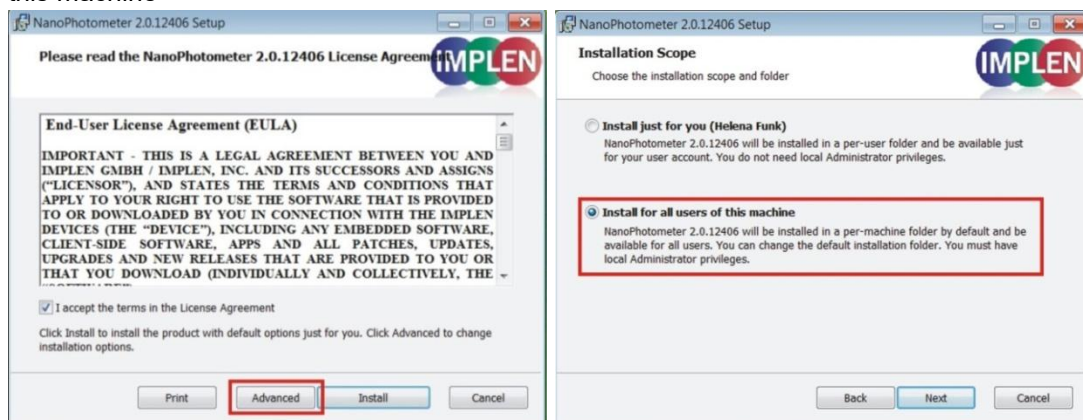 this machine
NanoPhotometer 2.0.12406 Setup
Please read the NanoPhotometer 2.0.12406 License Agreem
IMPLEN
End-User License Agreement (EULA)
IMPORTANT - THIS IS A LEGAL AGREEMENT BETWEEN YOU AND
IMPLEN GMBH / IMPLEN, INC. AND ITS SUCCESSORS AND ASSIGNS
("LICENSOR"), AND STATES THE TERMS AND CONDITIONS THAT
APPLY TO YOUR RIGHT TO USE THE SOFTWARE THAT IS PROVIDED
TO OR DOWNLOADED BY YOU IN CONNECTION WITH THE IMPLEN
DEVICES (THE "DEVICE"), INCLUDING ANY EMBEDDED SOFTWARE,
CLIENT-SIDE SOFTWARE, APPS AND ALL PATCHES, UPDATES,
UPGRADES AND NEW RELEASES THAT ARE PROVIDED TO YOU OR
THAT YOU DOWNLOAD (INDIVIDUALLY AND COLLECTIVELY, THE
I accept the terms in the License Agreement
Click Install to install the product with default options just for you. Click Advanced to change
installation options.
Print Advanced Install Cancel
NanoPhotometer 2.0.12406 Setup
Installation Scope
Choose the installation scope and folder
IMPLEN
Install just for you (Helena Funk)
NanoPhotometer 2.0.12406 will be installed in a per-user folder and be available just
for your user account. You do not need local Administrator privileges.
Install for all users of this machine
NanoPhotometer 2.0.12406 will be installed in a per-machine folder by default and be
available for all users. You can change the default installation folder. You must have
local Administrator privileges.
Back Next Cancel